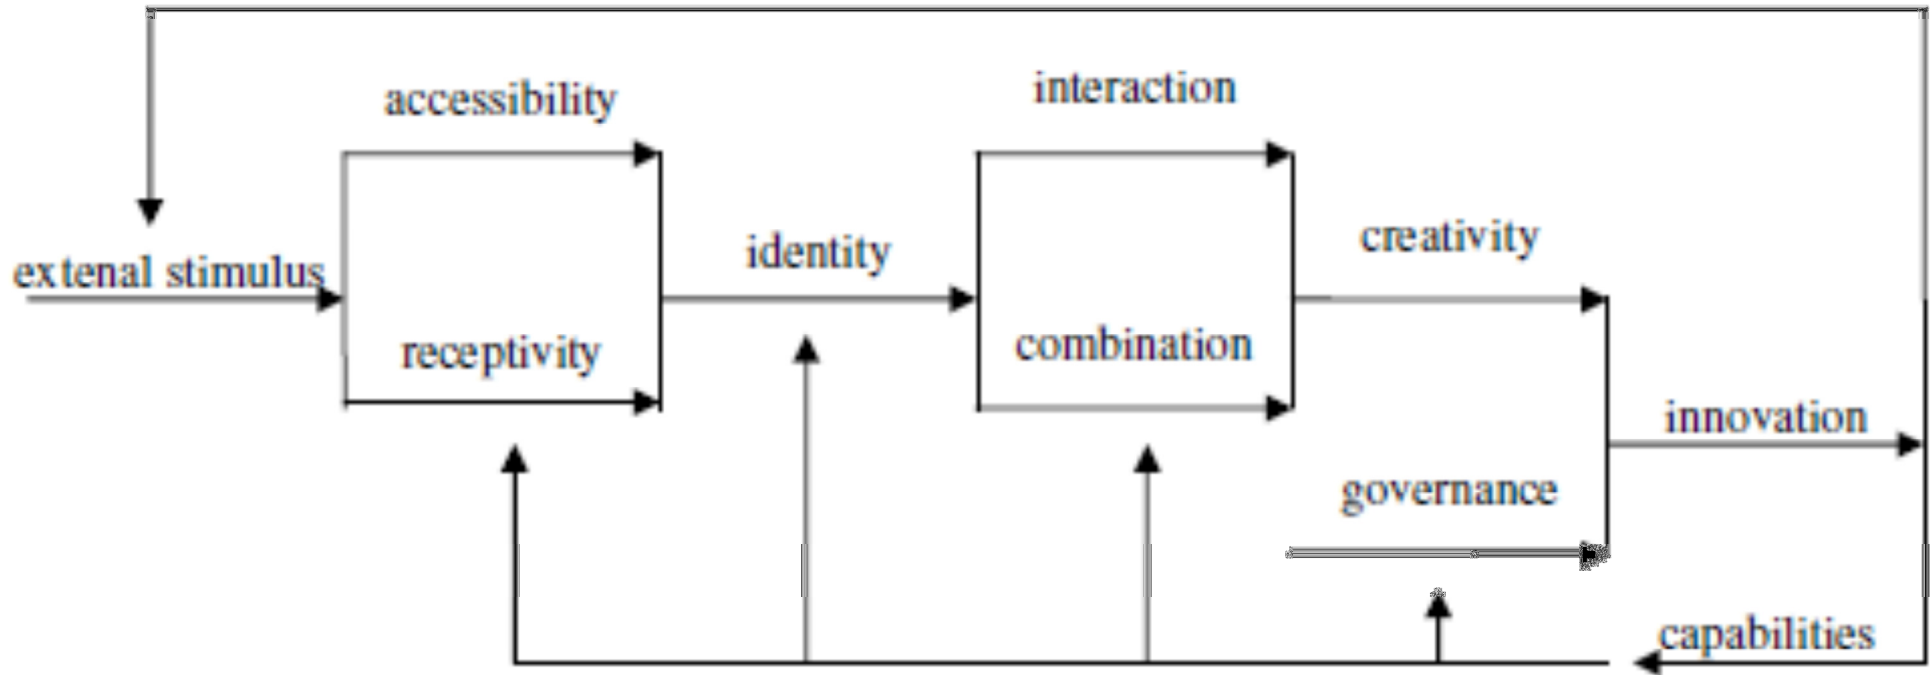 accessibility
interaction
extenal stimulus
identity
creativity
receptivity
combination
innovation
governance
capabilities